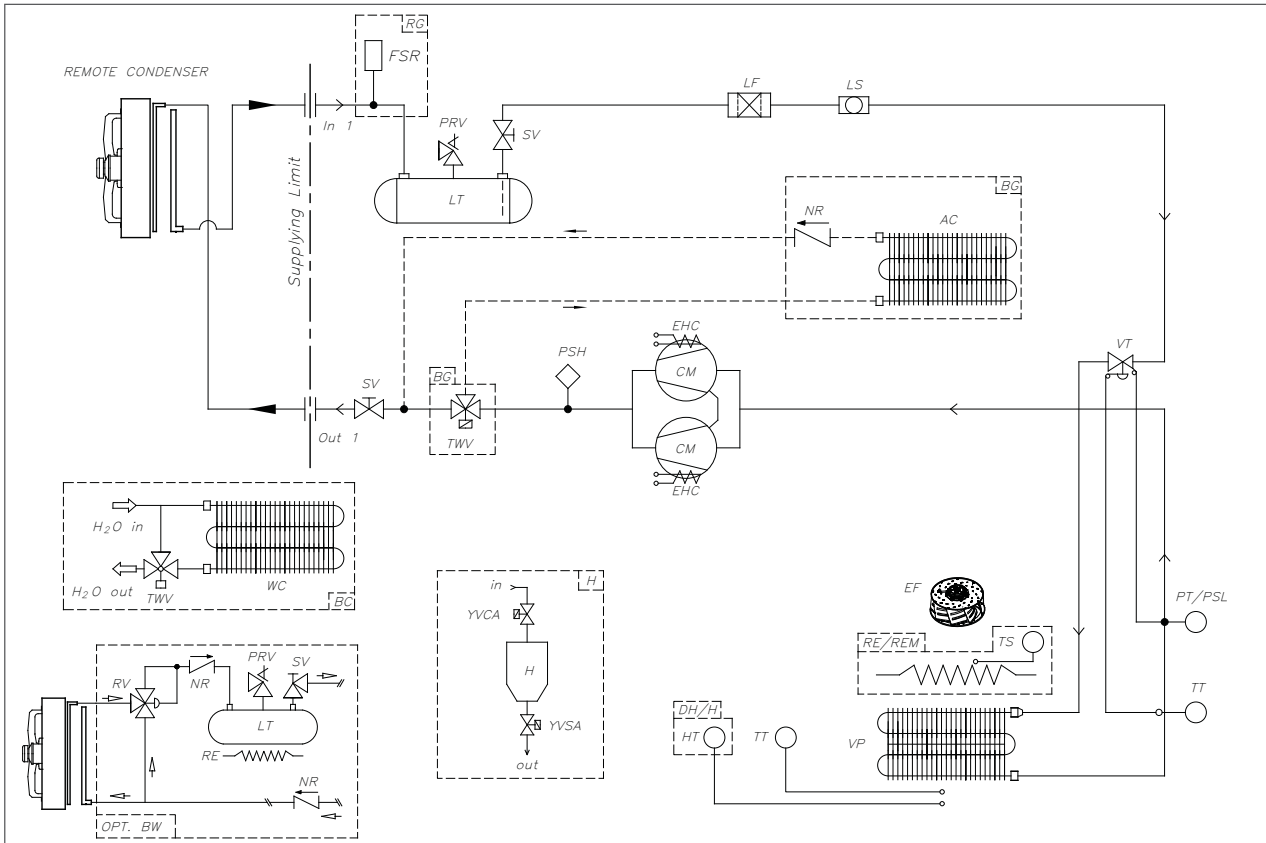 RG
FSR
REMOTE CONDENSER
In 1
PRV
SV
LT
LF
LS
Supplying Limit
BG
NR
AC
EHC
CM
PSH
VT
SV
BG
TWV
Out 1
CM
EHC
H₂O in
H₂O out
TWV
WC
BC
in
H
YVCA
H
YVSA
out
EF
PT/PSL
RE/REM
TS
TT
DH/H
HT
TT
VP
RV
NR
PRV
SV
LT
RE
NR
OPT. BW